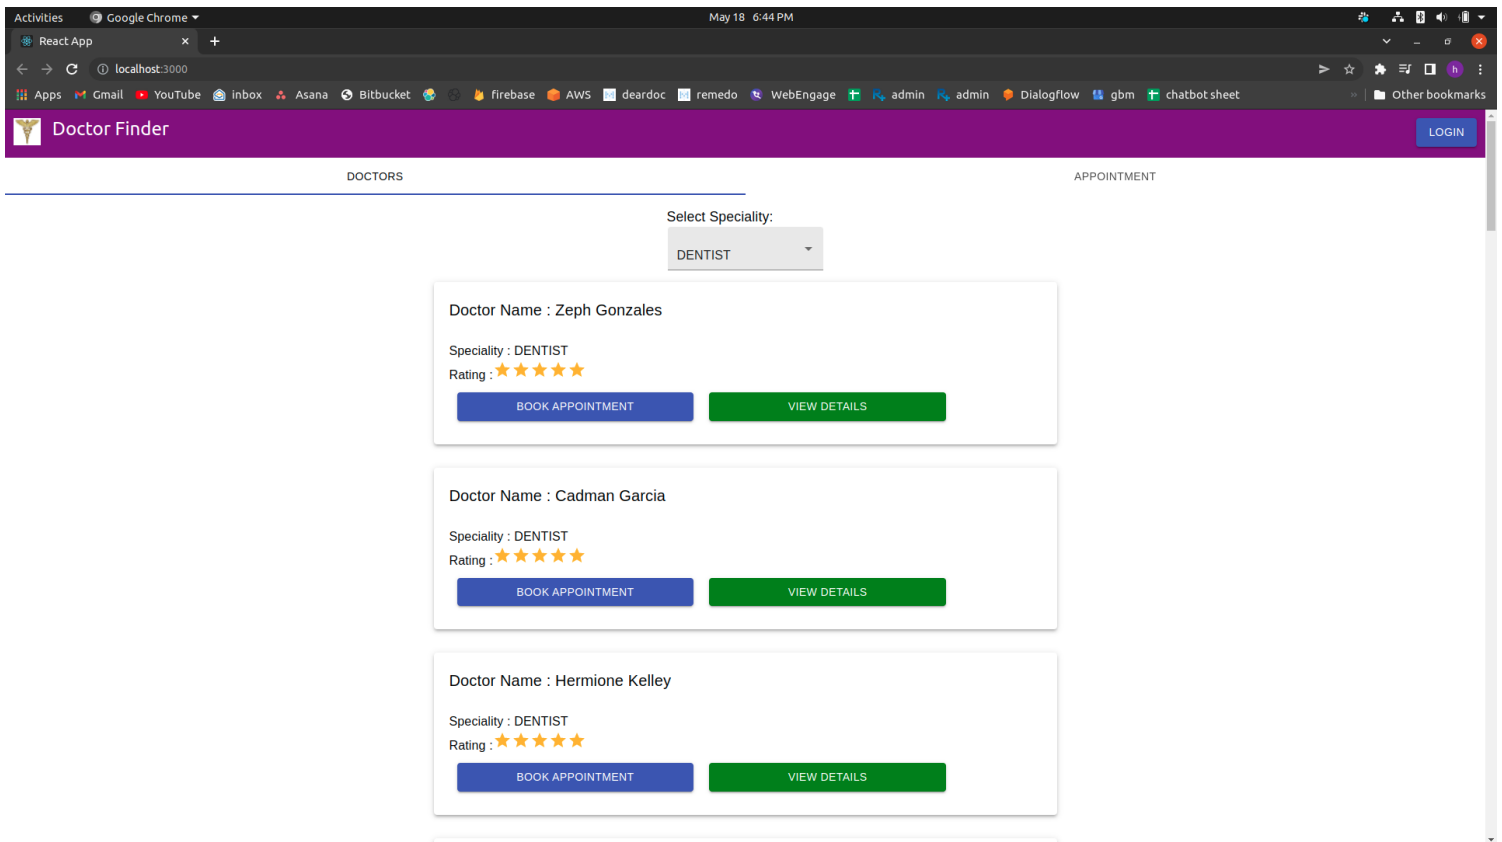 Activities Google Chrome May 18 6:44 PM
React App
localhost:3000
Apps Gmail YouTube inbox Asana Bitbucket firebase AWS deardoc remedo WebEngage admin admin Dialogflow gbm chatbot sheet » Other bookmarks
Doctor Finder LOGIN
DOCTORS APPOINTMENT
Select Speciality:
DENTIST
Doctor Name : Zeph Gonzales
Speciality : DENTIST
Rating :
BOOK APPOINTMENT VIEW DETAILS
Doctor Name : Cadman Garcia
Speciality : DENTIST
Rating :
BOOK APPOINTMENT VIEW DETAILS
Doctor Name : Hermione Kelley
Speciality : DENTIST
Rating :
BOOK APPOINTMENT VIEW DETAILS